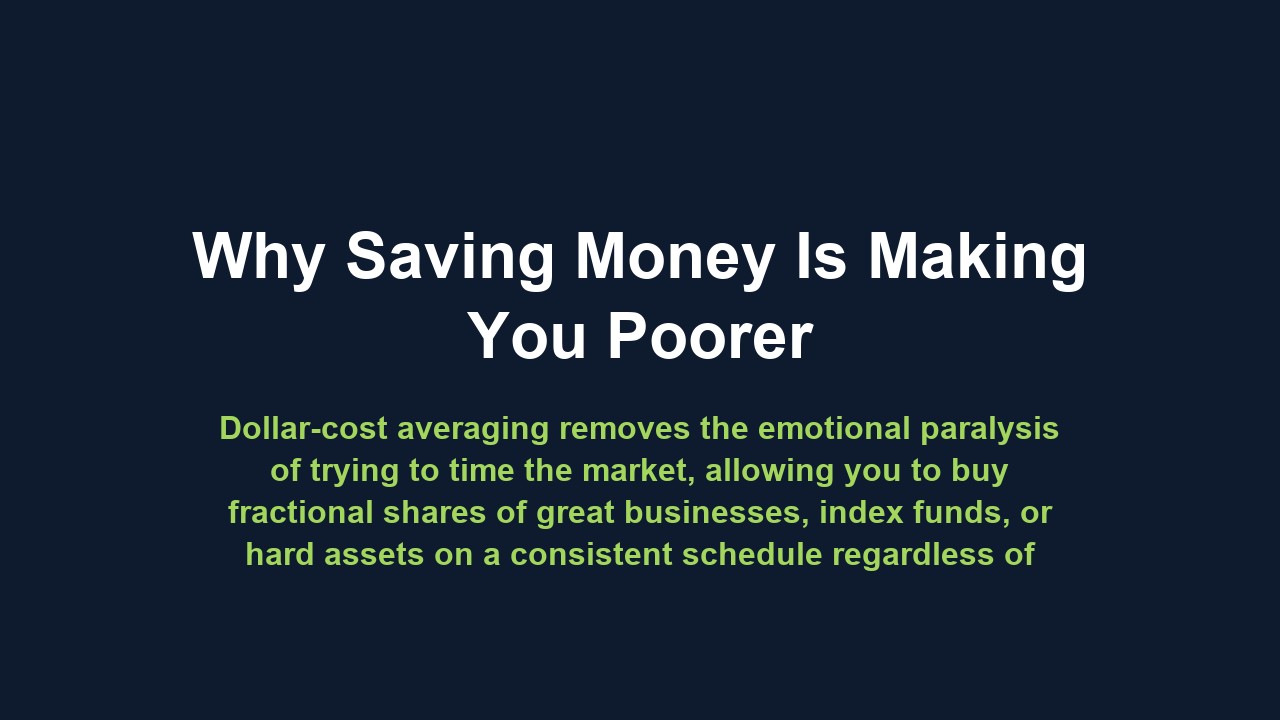 Why Saving Money Is Making
You Poorer
Dollar-cost averaging removes the emotional paralysis
of trying to time the market, allowing you to buy
fractional shares of great businesses, index funds, or
hard assets on a consistent schedule regardless of